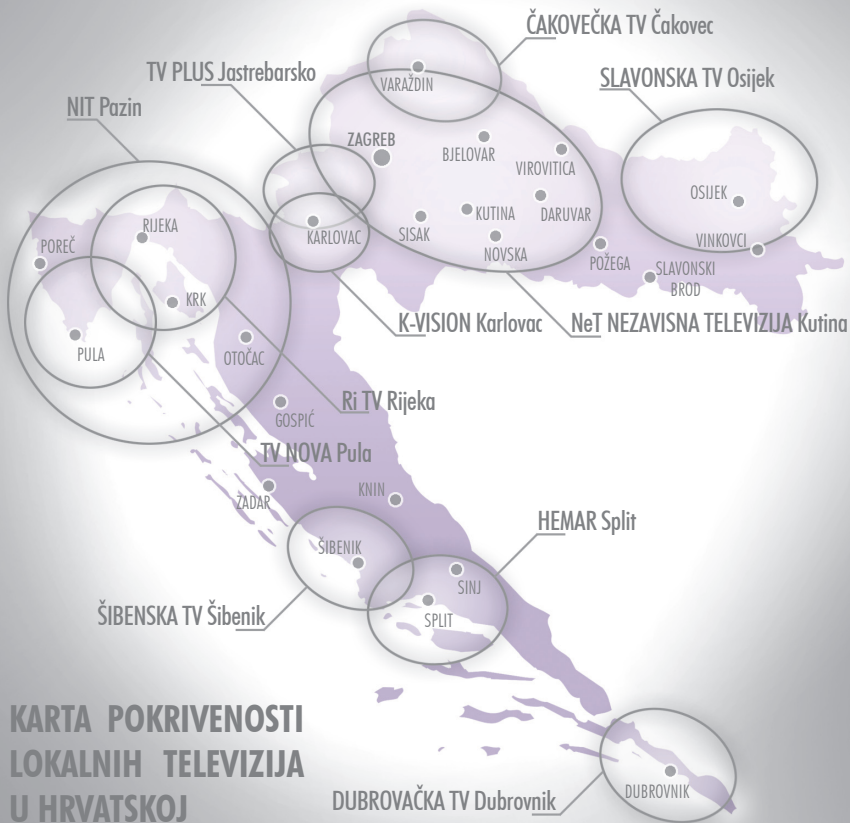 ČAKOVEČKA TV Čakovec
TV PLUS Jastrebarsko
SLAVONSKA TV Osijek
NIT Pazin
VARAŽDIN
ZAGREB
BJELOVAR
VIROVITICA
OSIJEK
KUTINA
DARUVAR
RIJEKA
KARLOVAC
SISAK
POREČ
NOVSKA
VINKOVCI
POŽEGA
SLAVONSKI
BROD
KRK
K-VISION Karlovac
NeT NEZAVISNA TELEVIZIJA Kutina
PULA
OTOČAC
Ri TV Rijeka
GOSPIĆ
TV NOVA Pula
ZADAR
KNIN
HEMAR Split
ŠIBENIK
SINJ
ŠIBENSKA TV Šibenik
SPLIT
KARTA POKRIVENOSTI
LOKALNIH TELEVIZIJA
U HRVATSKOJ
DUBROVNIK
DUBROVAČKA TV Dubrovnik